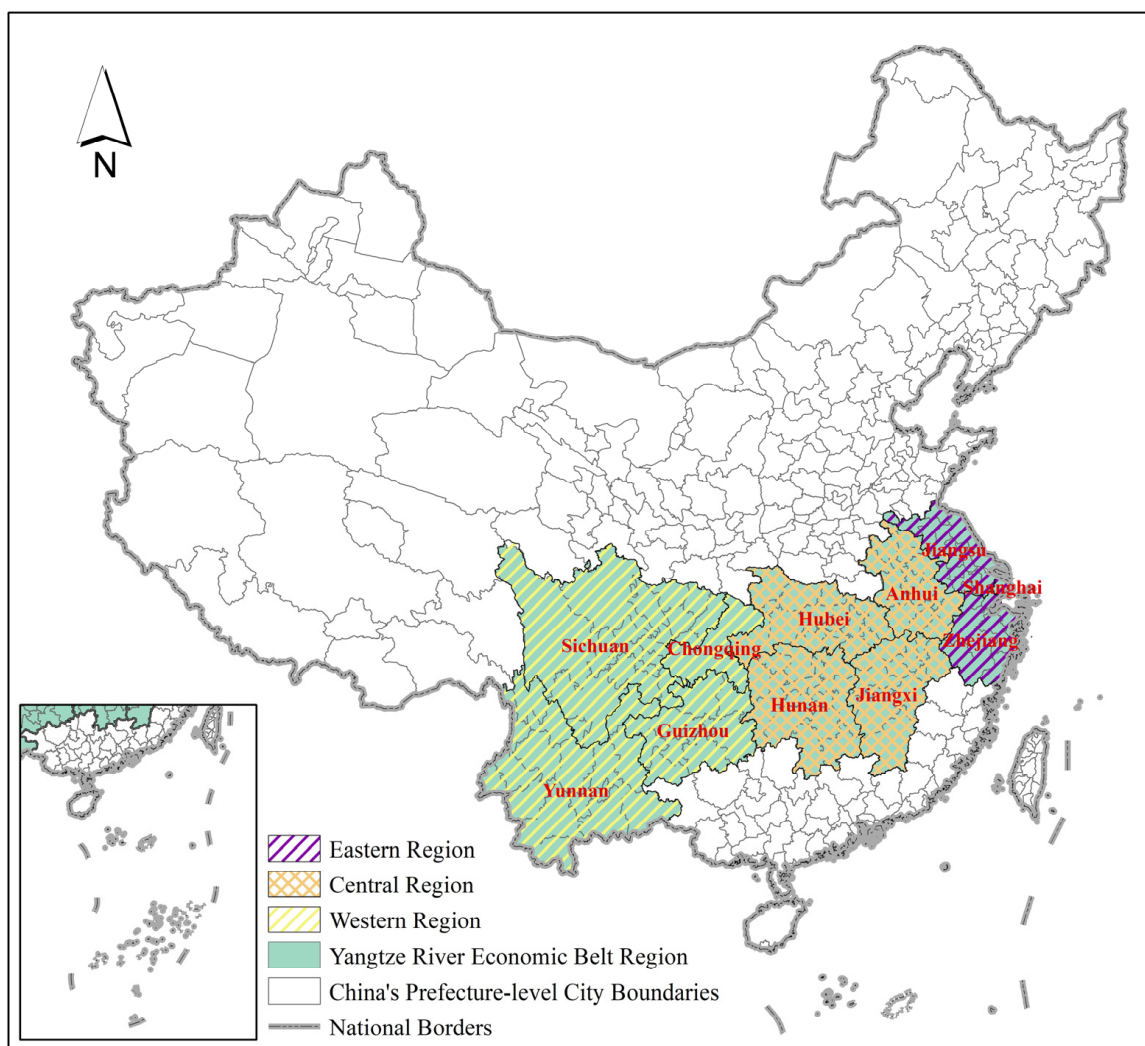 N
Jiangsu
Shanghai
Anhui
Hubei
Zhejiang
Sichuan
Chongqing
Jiangxi
Hunan
Guizhou
Yunnan
Eastern Region
Central Region
Western Region
Yangtze River Economic Belt Region
China's Prefecture-level City Boundaries
National Borders